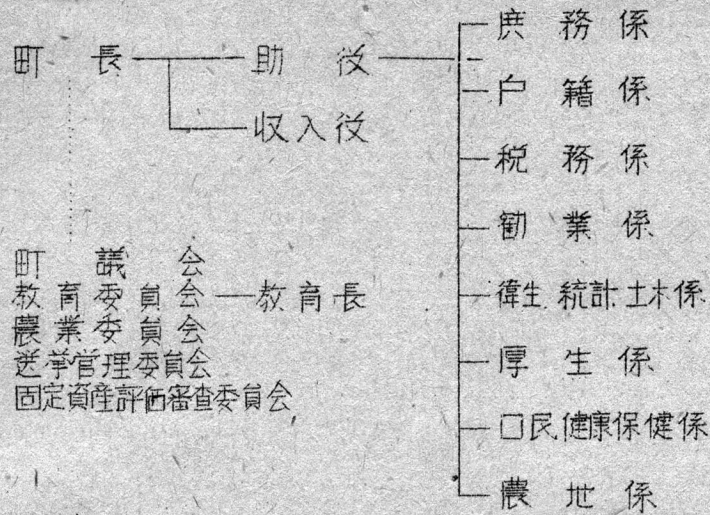 町長
助役
収入役
庶務係
戸籍係
税務係
勧業係
衛生統計土木係
厚生係
口民健康保健係
農地係
町議会
教育委員会
教育長
農業委員会
選挙管理委員会
固定資産評価審査委員会